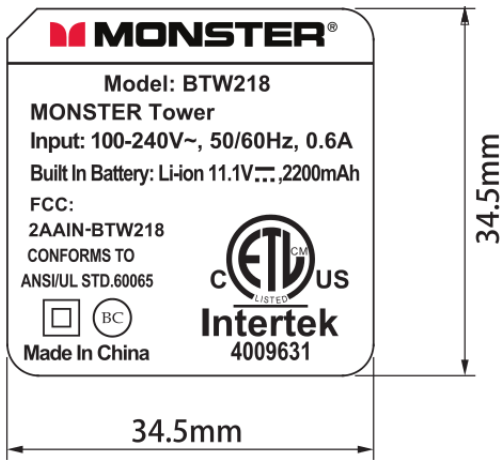 MONSTER®
Model: BTW218
MONSTER Tower
Input: 100-240V~, 50/60Hz, 0.6A
Built In Battery: Li-ion 11.1V⎓,2200mAh
FCC:
2AAIN-BTW218
CONFORMS TO
ANSI/UL STD.60065
BC
Made In China
ETL CM
C US
LISTED
Intertek
4009631
34.5mm
34.5mm